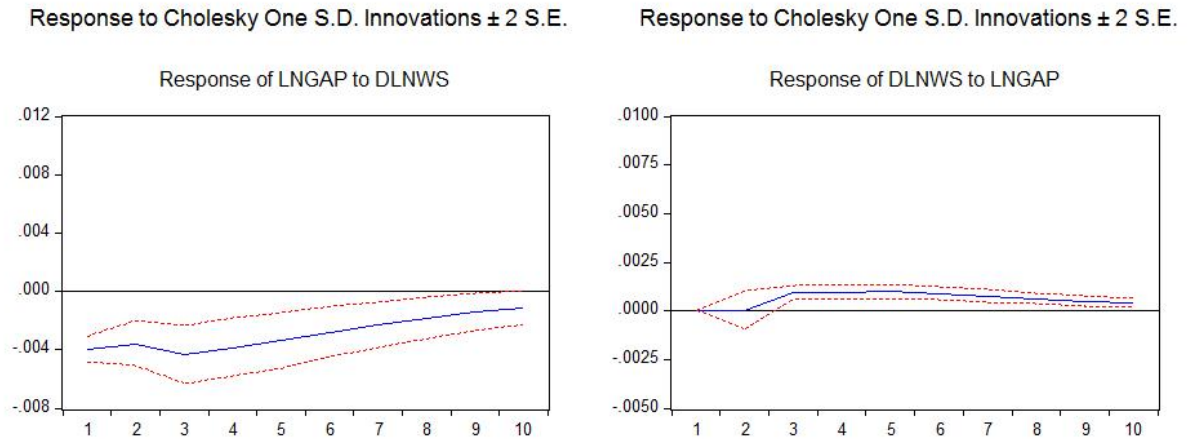 Response to Cholesky One S.D. Innovations ± 2 S.E.
Response of LNGAP to DLNWS
.012
.008
.004
.000
-.004
-.008
1 2 3 4 5 6 7 8 9 10
Response to Cholesky One S.D. Innovations ± 2 S.E.
Response of DLNWS to LNGAP
.0100
.0075
.0050
.0025
.0000
-.0025
-.0050
1 2 3 4 5 6 7 8 9 10